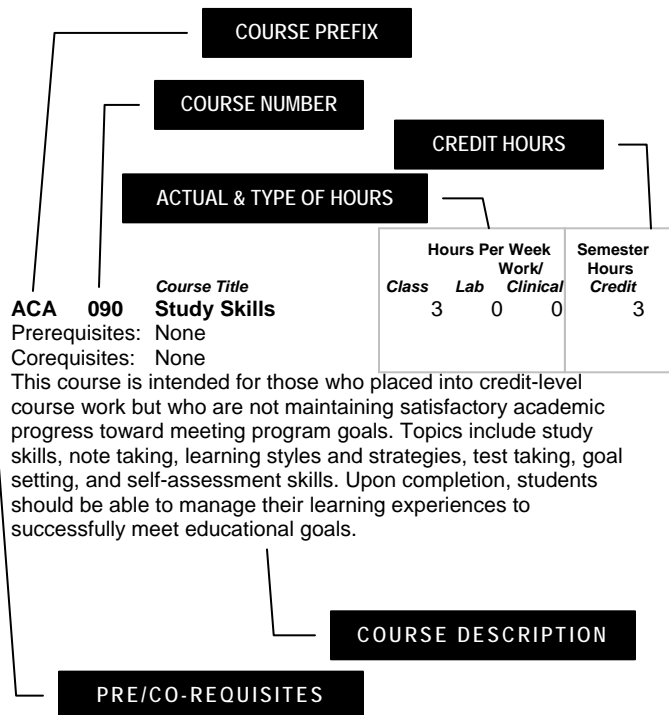 COURSE PREFIX
COURSE NUMBER
CREDIT HOURS
ACTUAL & TYPE OF HOURS
Hours Per Week Semester
Work/ Hours
Course Title Class Lab Clinical Credit
ACA 090 Study Skills 3 0 0 3
Prerequisites: None
Corequisites: None
This course is intended for those who placed into credit-level
course work but who are not maintaining satisfactory academic
progress toward meeting program goals. Topics include study
skills, note taking, learning styles and strategies, test taking, goal
setting, and self-assessment skills. Upon completion, students
should be able to manage their learning experiences to
successfully meet educational goals.
COURSE DESCRIPTION
PRE/CO-REQUISITES